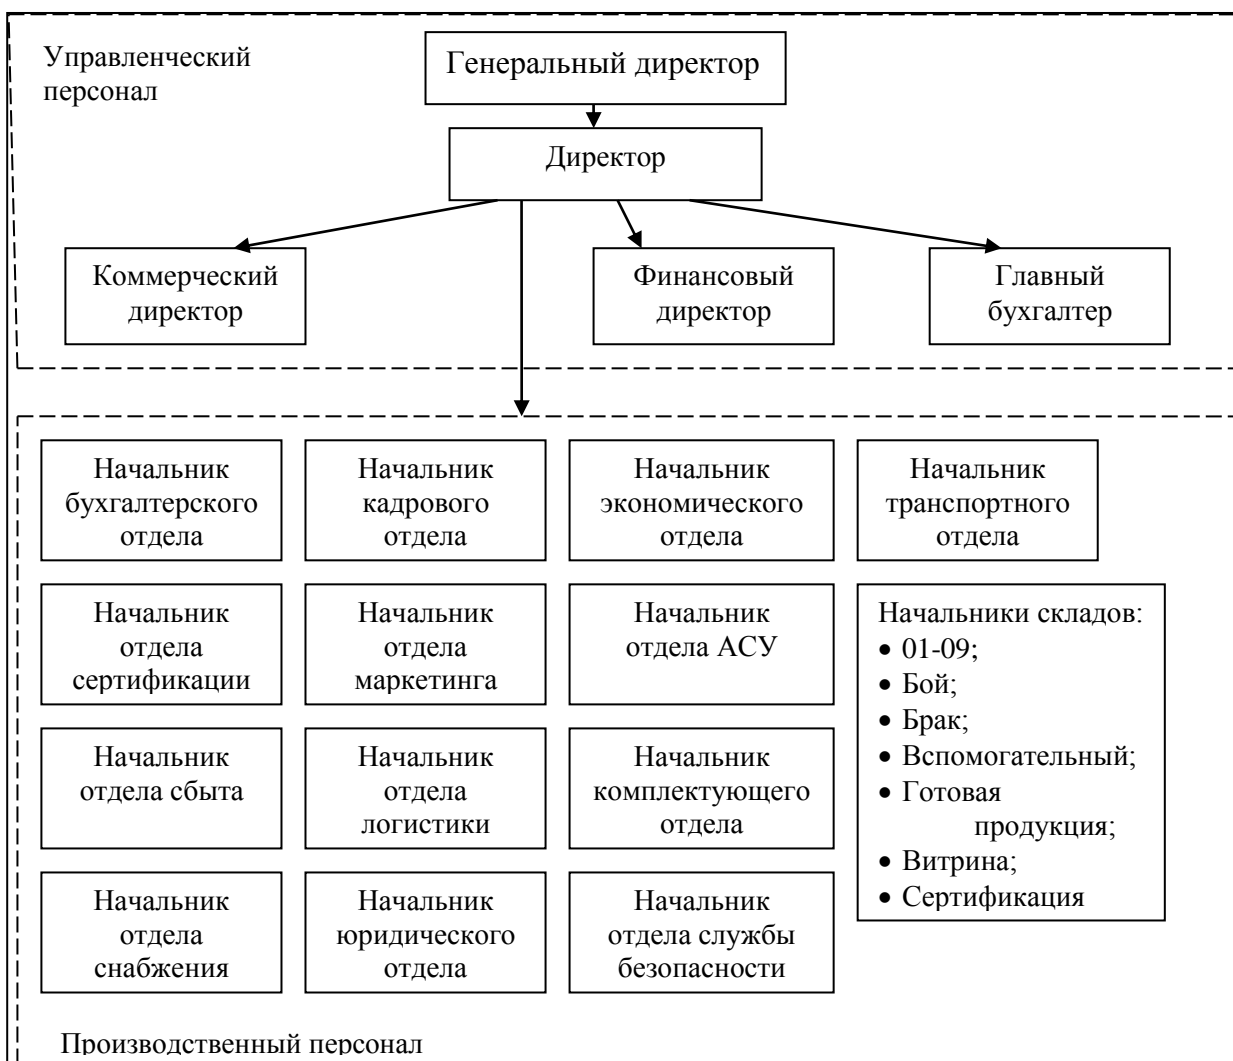 Управленческий
персонал
Генеральный директор
Директор
Коммерческий
директор
Финансовый
директор
Главный
бухгалтер
Начальник
бухгалтерского
отдела
Начальник
кадрового
отдела
Начальник
экономического
отдела
Начальник
транспортного
отдела
Начальник
отдела
сертификации
Начальник
отдела
маркетинга
Начальник
отдела АСУ
Начальники складов:
• 01-09;
• Бой;
• Брак;
• Вспомогательный;
• Готовая
продукция;
• Витрина;
• Сертификация
Начальник
отдела сбыта
Начальник
отдела
логистики
Начальник
комплектующего
отдела
Начальник
отдела
снабжения
Начальник
юридического
отдела
Начальник
отдела службы
безопасности
Производственный персонал